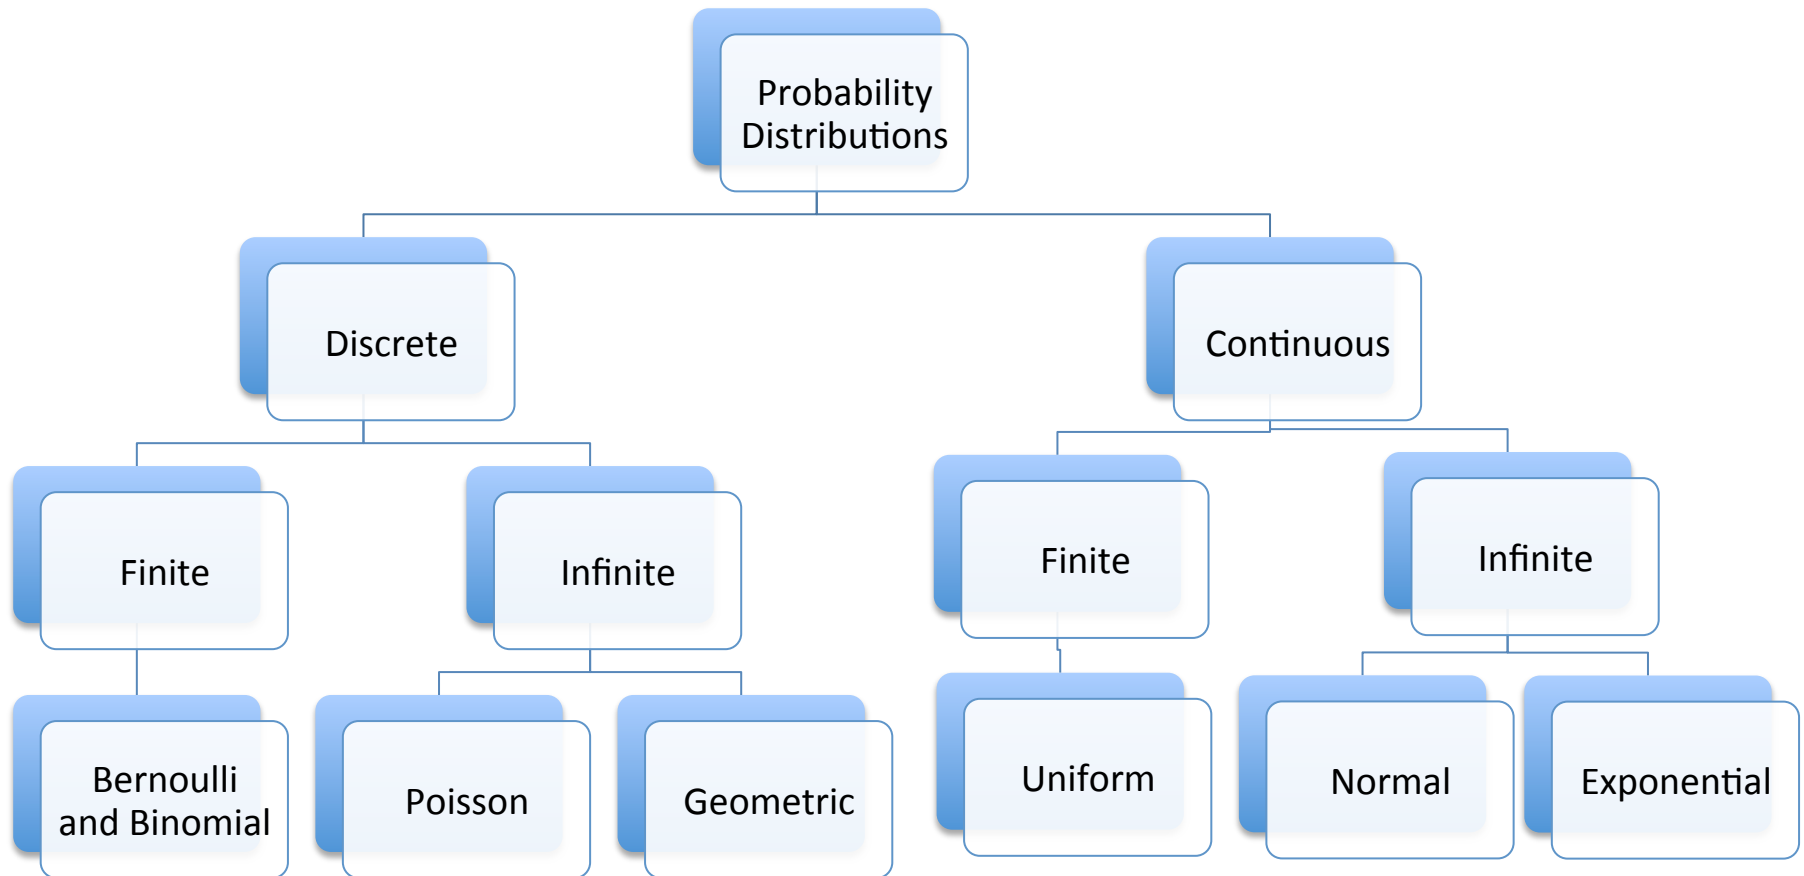 Probability
Distributions
Discrete
Continuous
Finite
Infinite
Finite
Infinite
Bernoulli
and Binomial
Poisson
Geometric
Uniform
Normal
Exponential